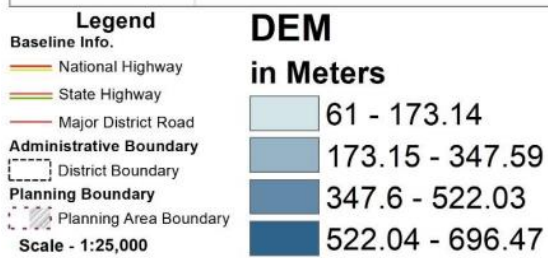 Legend
Baseline Info.
National Highway
State Highway
Major District Road
Administrative Boundary
District Boundary
Planning Boundary
Planning Area Boundary
Scale - 1:25,000
DEM
in Meters
61 - 173.14
173.15 - 347.59
347.6 - 522.03
522.04 - 696.47